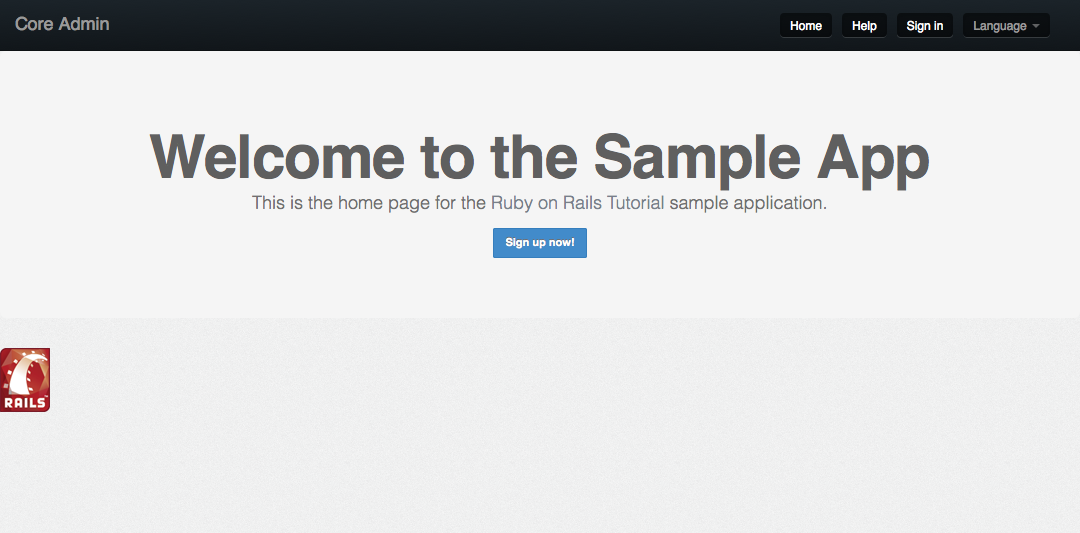 Core Admin
Home Help Sign in Language
Welcome to the Sample App
This is the home page for the Ruby on Rails Tutorial sample application.
Sign up now!
RAILS